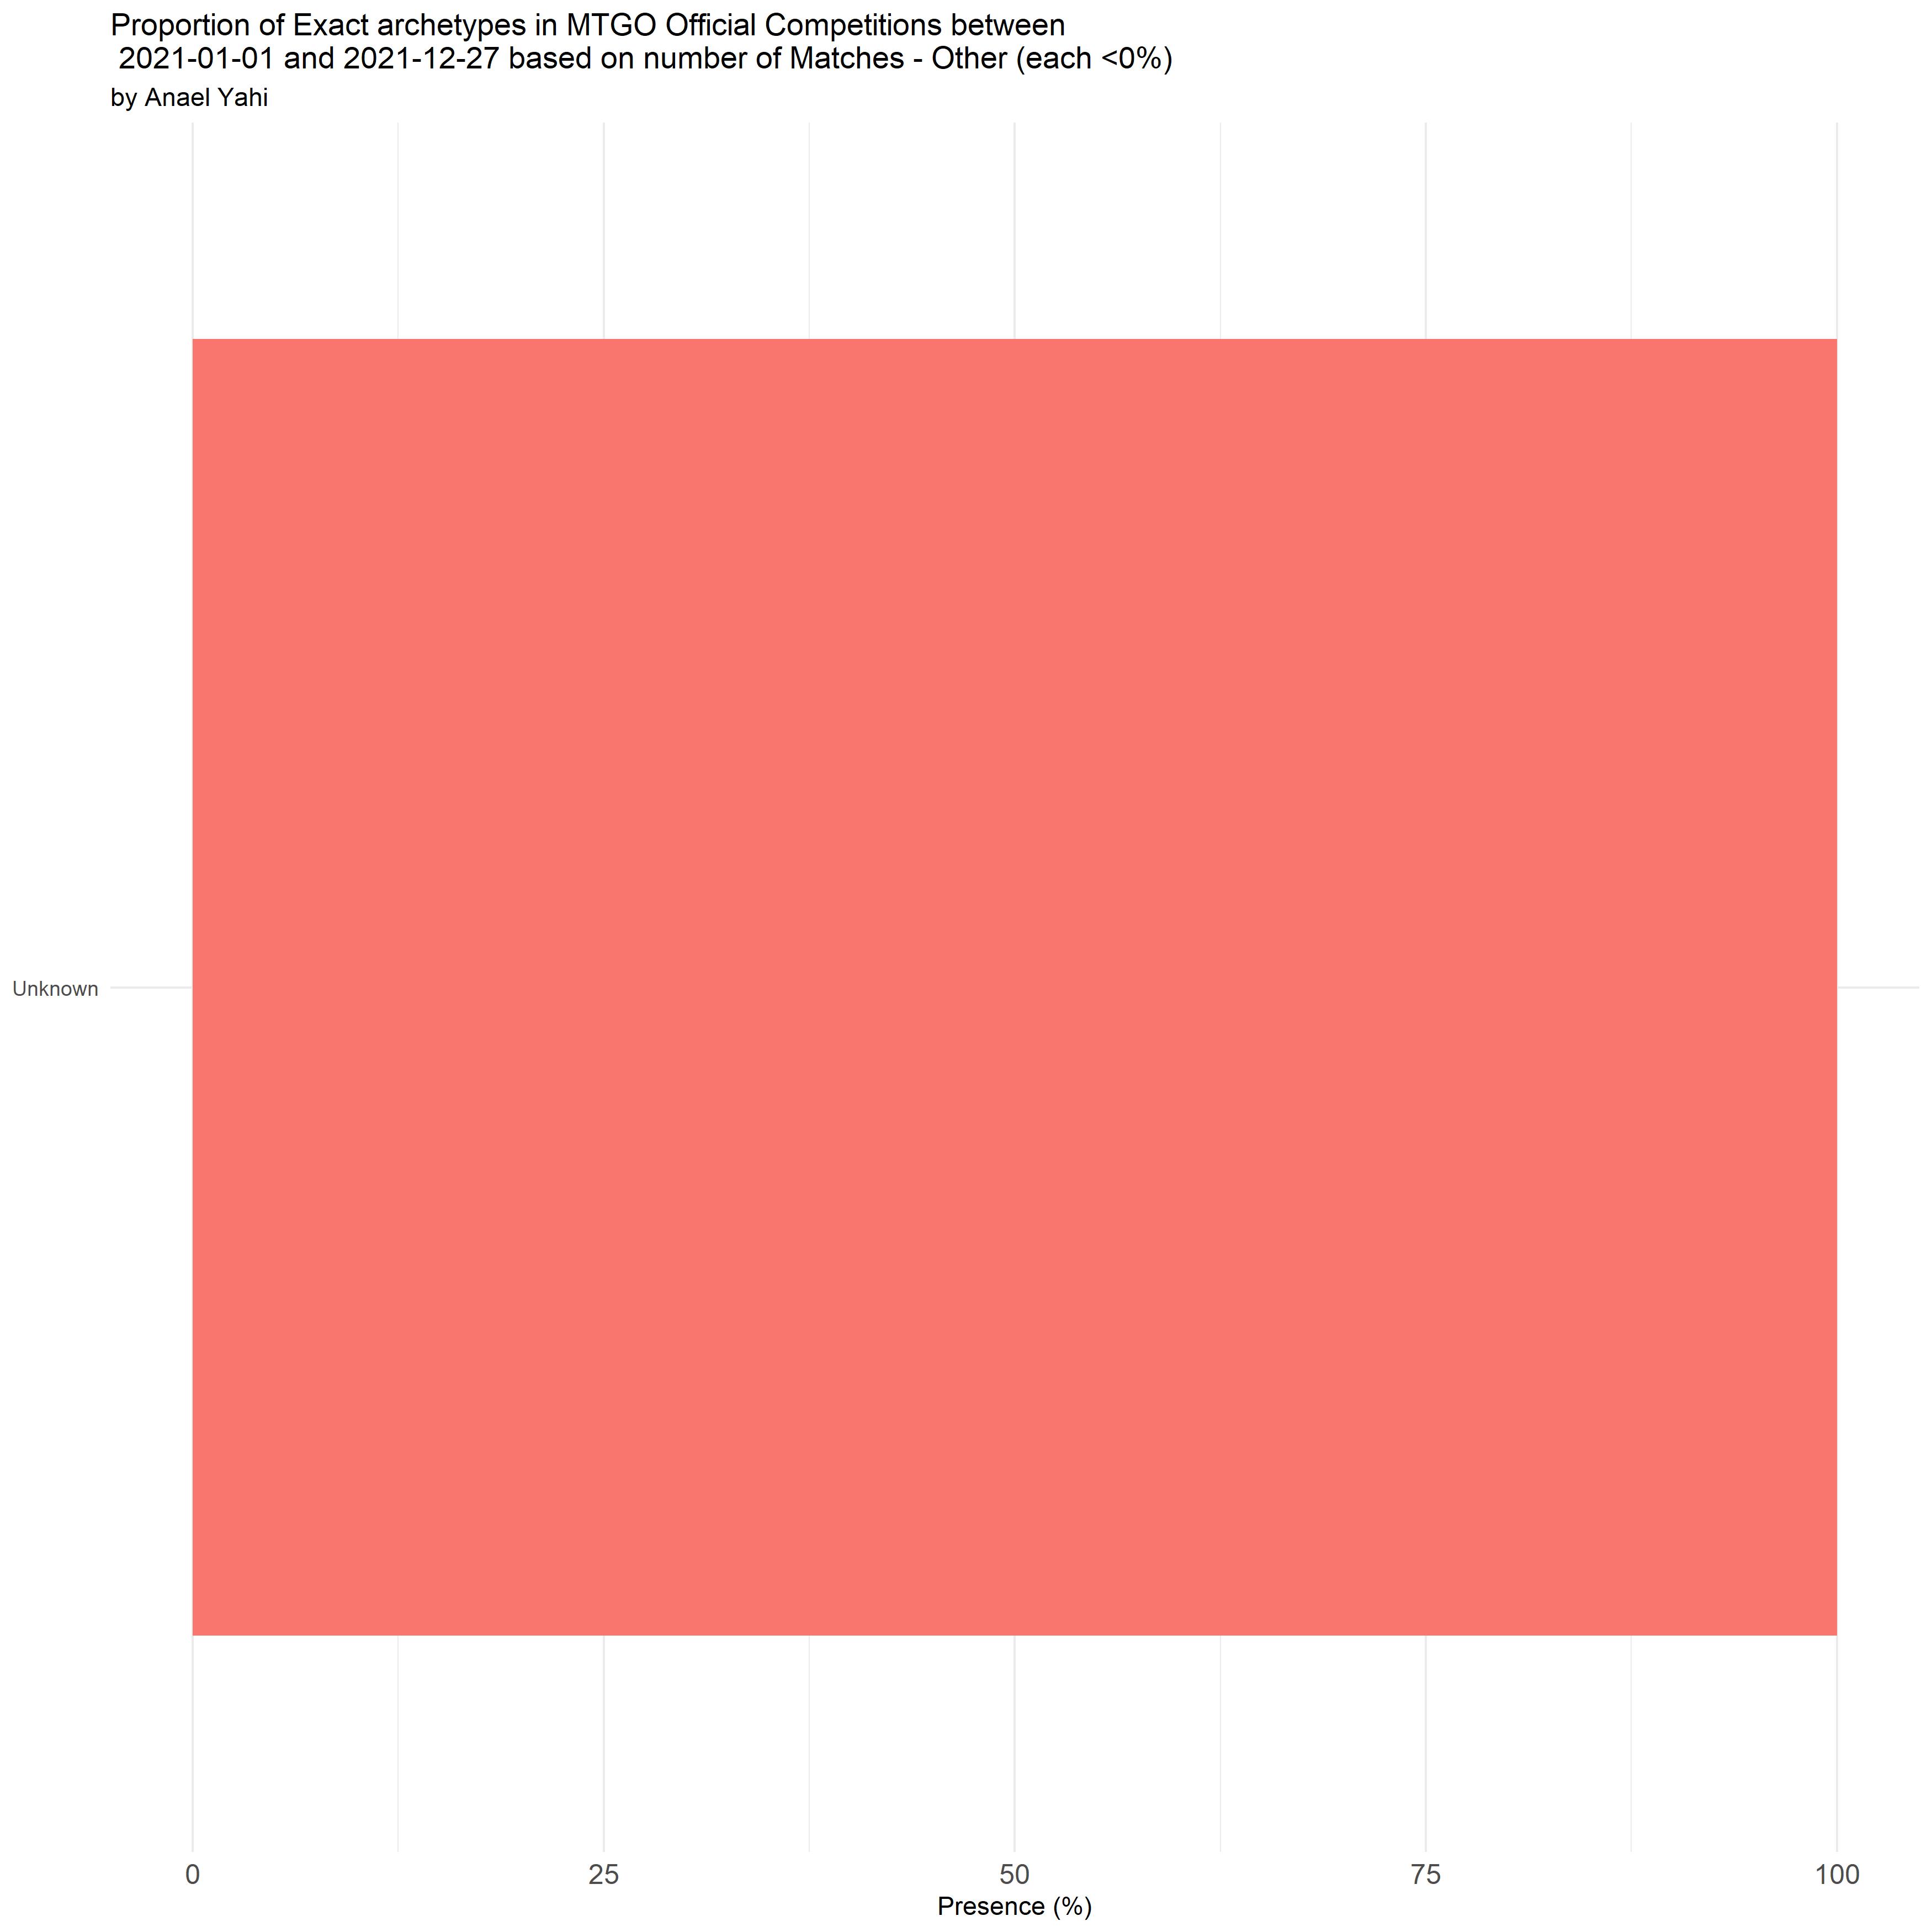 Proportion of Exact archetypes in MTGO Official Competitions between
2021-01-01 and 2021-12-27 based on number of Matches - Other (each <0%)
by Anael Yahi
Unknown
0 25 50 75 100
Presence (%)